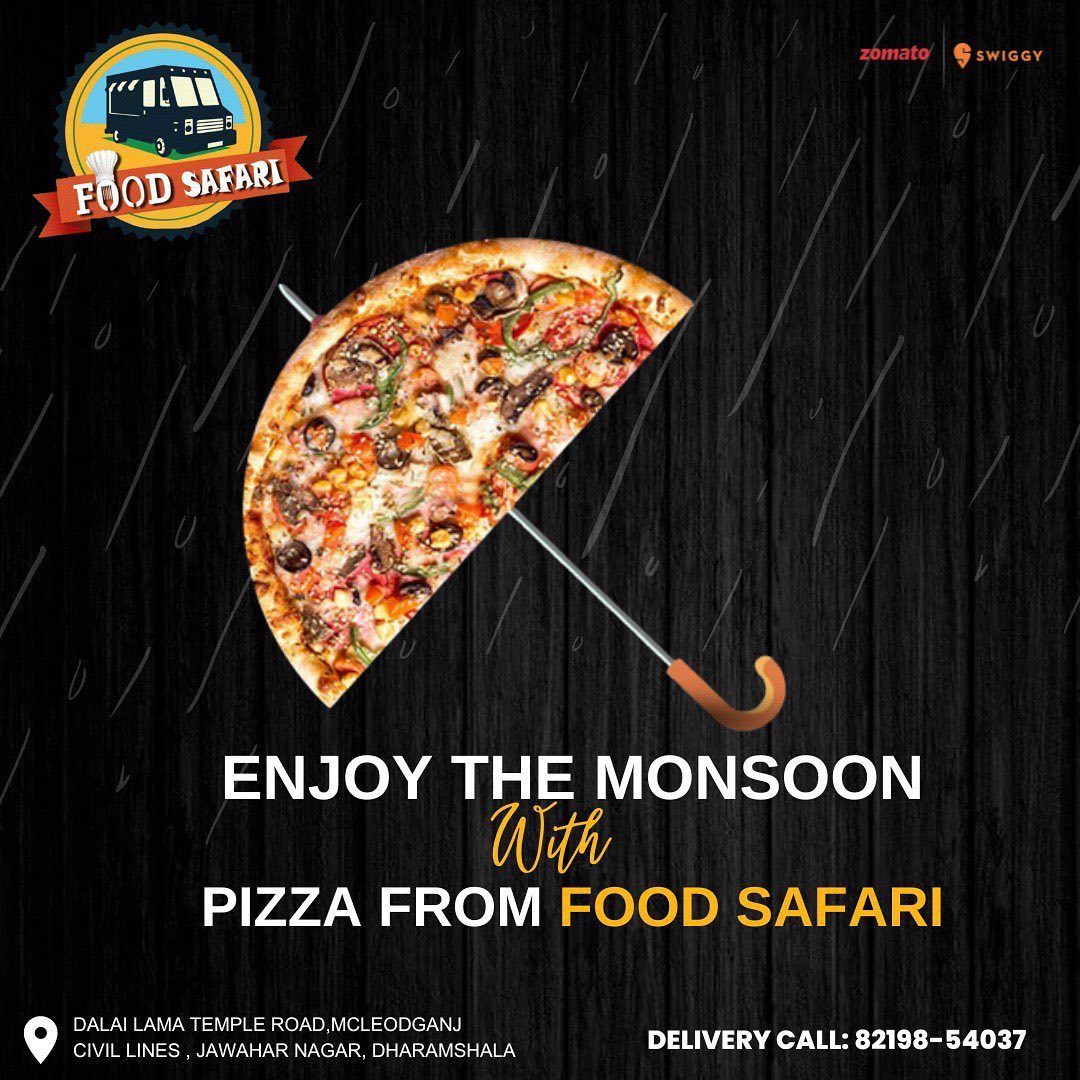 FOOD SAFARI
zomato
SWIGGY
ENJOY THE MONSOON
With
PIZZA FROM FOOD SAFARI
DALAI LAMA TEMPLE ROAD,MCLEODGANJ
CIVIL LINES , JAWAHAR NAGAR, DHARAMSHALA
DELIVERY CALL: 82198-54037